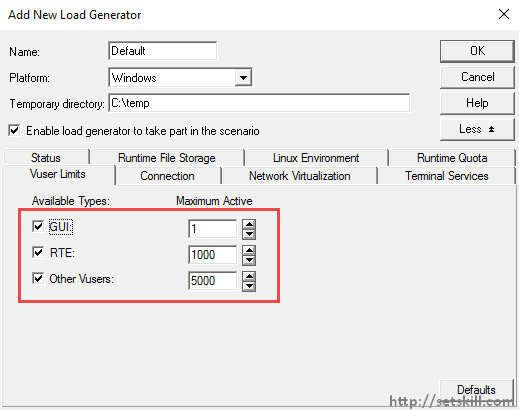 Add New Load Generator
Name: Default OK
Platform: Windows Cancel
Temporary directory: C:\temp Help
Enable load generator to take part in the scenario Less
Status Runtime File Storage Linux Environment Runtime Quota
Vuser Limits Connection Network Virtualization Terminal Services
Available Types: Maximum Active
GUI: 1
RTE: 1000
Other Vusers: 5000
Defaults
http://setskill.com